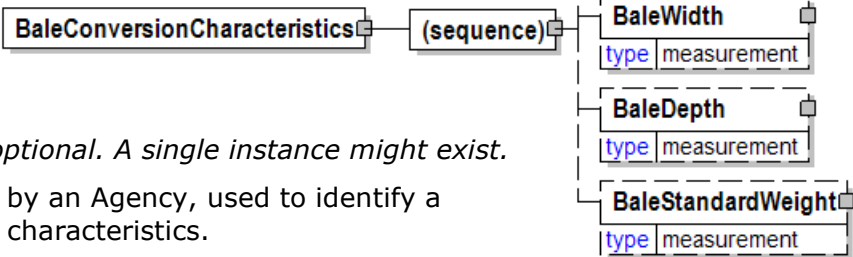 BaleConversionCharacteristics
(sequence)
BaleWidth
type measurement
BaleDepth
type measurement
BaleStandardWeight
type measurement
optional. A single instance might exist.
by an Agency, used to identify a
characteristics.